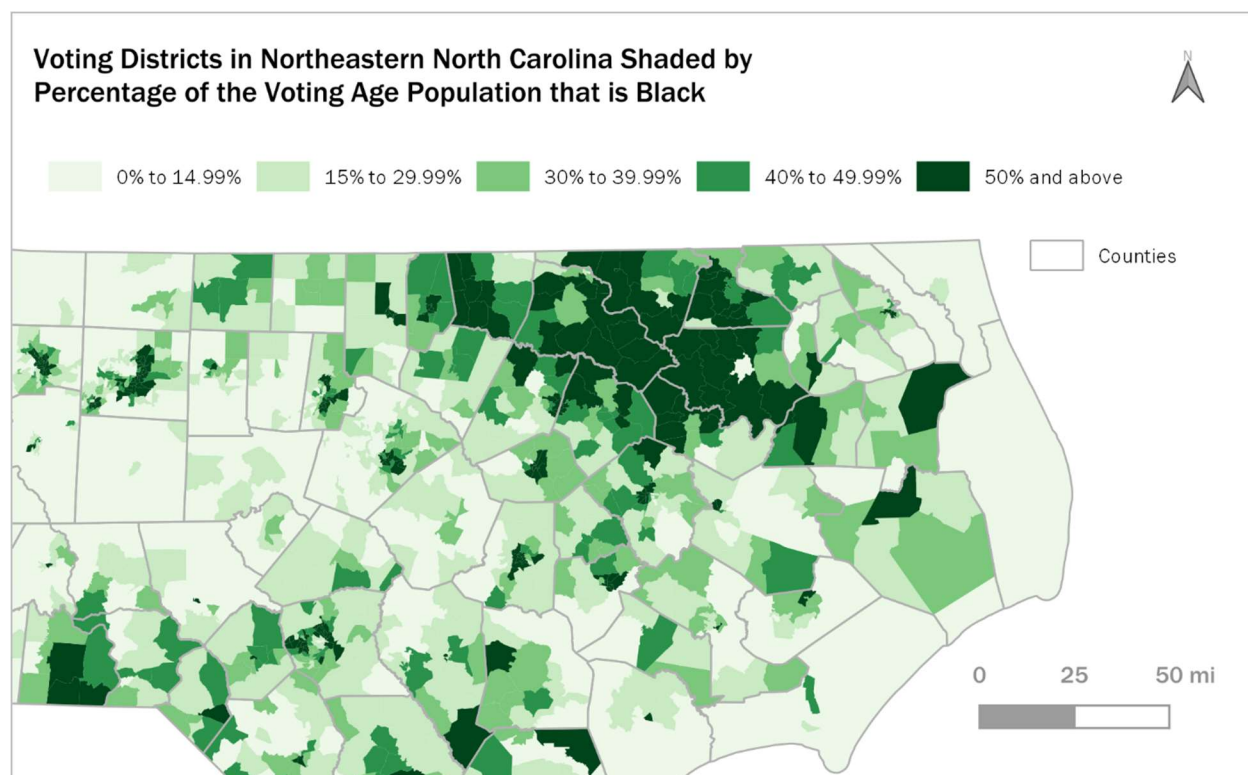 Voting Districts in Northeastern North Carolina Shaded by
Percentage of the Voting Age Population that is Black
N
0% to 14.99%
15% to 29.99%
30% to 39.99%
40% to 49.99%
50% and above
Counties
0 25 50 mi